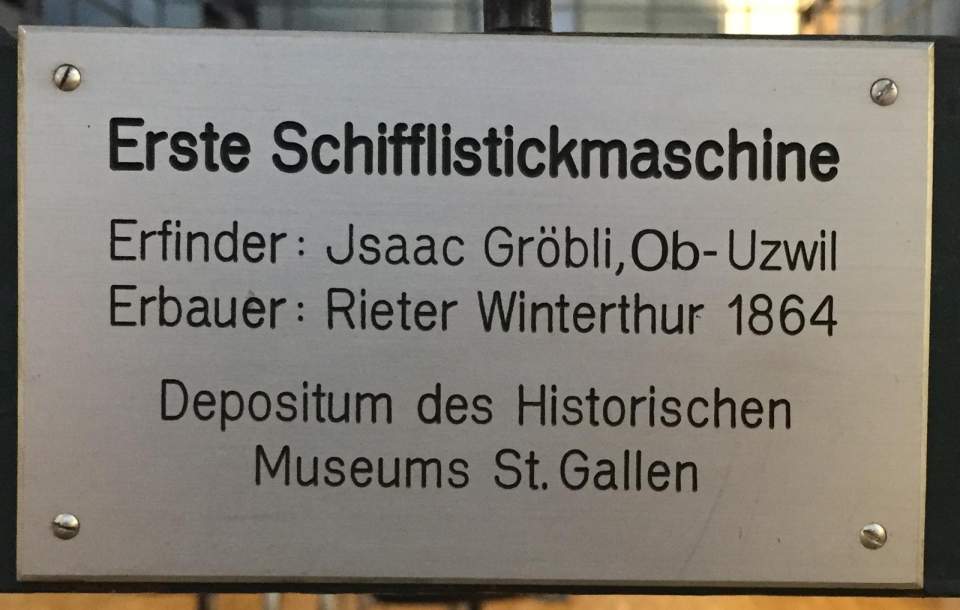 Erste Schifflistickmaschine
Erfinder: Jsaac Gröbli, Ob-Uzwil
Erbauer: Rieter Winterthur 1864
Depositum des Historischen
Museums St. Gallen